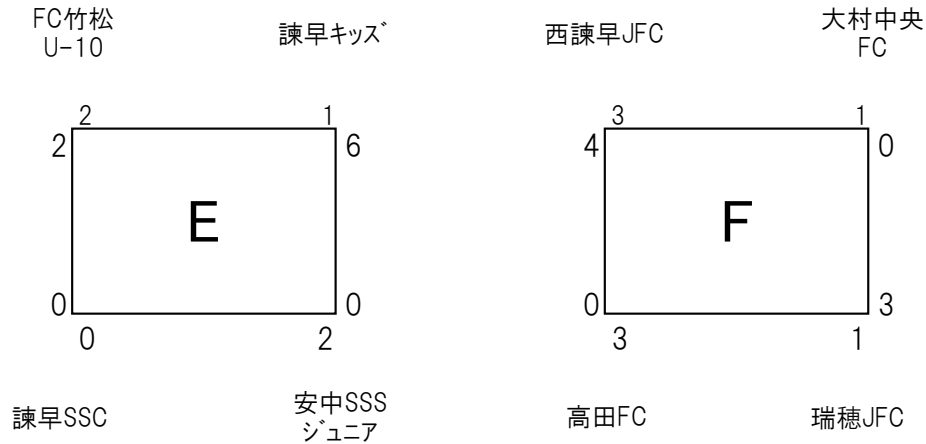 FC竹松
U-10
諫早キッズ
西諫早JFC
大村中央
FC
2 1
2 6
E
0 0
0 2
3 1
4 0
F
0 3
3 1
諫早SSC
安中SSS
ジュニア
高田FC
瑞穂JFC